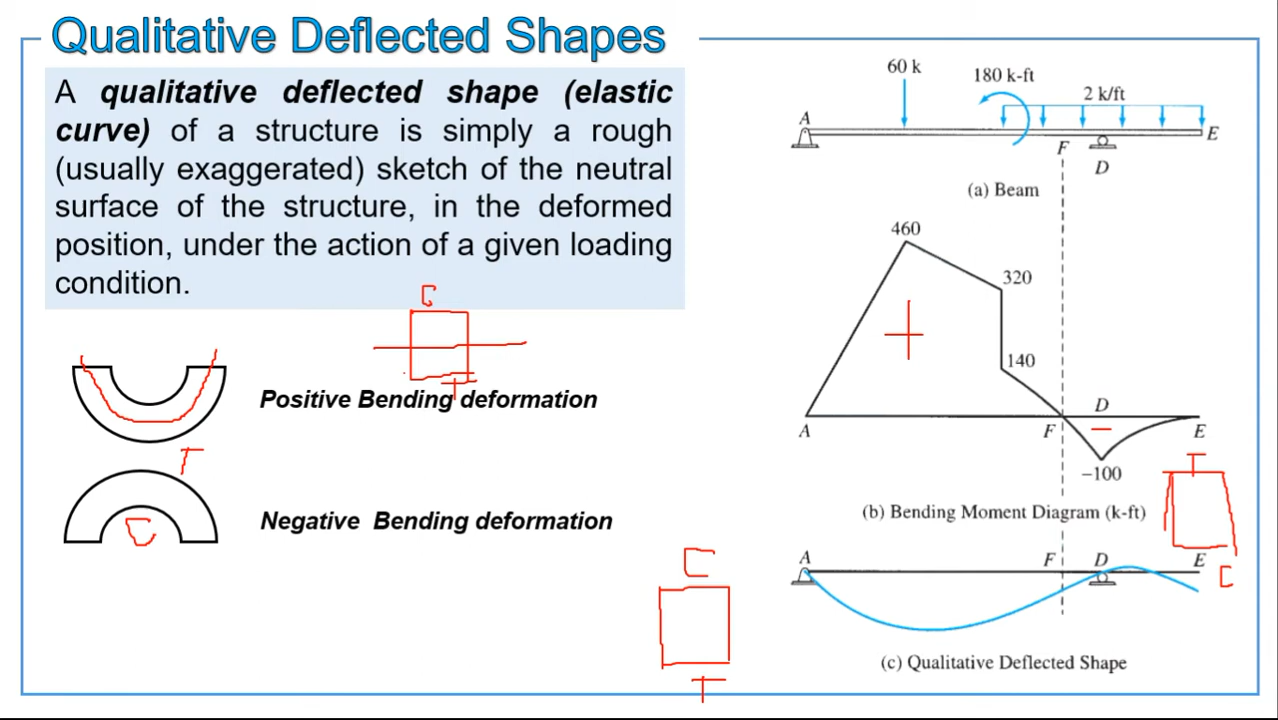 Qualitative Deflected Shapes
A qualitative deflected shape (elastic
curve) of a structure is simply a rough
(usually exaggerated) sketch of the neutral
surface of the structure, in the deformed
position, under the action of a given loading
condition.
C
T
Positive Bending deformation
T
C
Negative Bending deformation
C
T
60 k
180 k-ft
2 k/ft
A
E
F
D
(a) Beam
460
320
+
140
D
–
A
F
E
−100
T
(b) Bending Moment Diagram (k-ft)
A
F
D
E
C
(c) Qualitative Deflected Shape